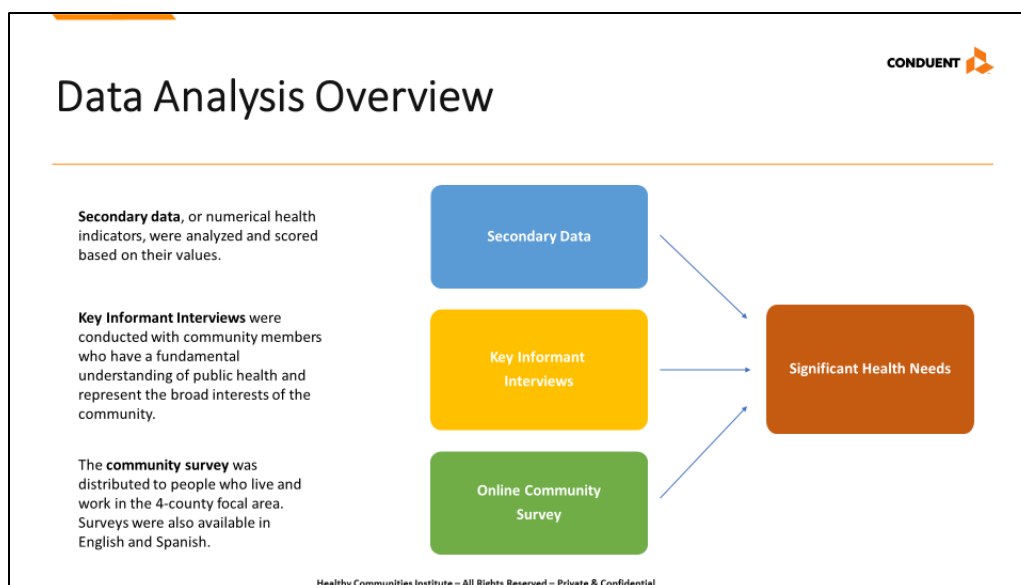 CONDUENT
Data Analysis Overview
Secondary data, or numerical health
indicators, were analyzed and scored
based on their values.
Secondary Data
Key Informant Interviews were
conducted with community members
who have a fundamental
understanding of public health and
represent the broad interests of the
community.
Key Informant
Interviews
Significant Health Needs
The community survey was
distributed to people who live and
work in the 4-county focal area.
Surveys were also available in
English and Spanish.
Online Community
Survey
Healthy Communities Institute – All Rights Reserved – Private & Confidential